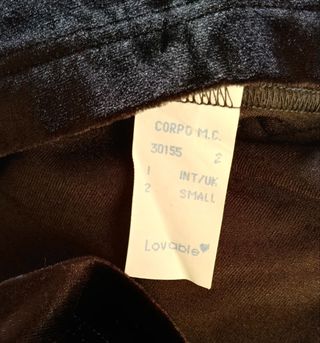 CORPO M.C.
30155 2
1 INT/UK
2 SMALL
Lovable♥